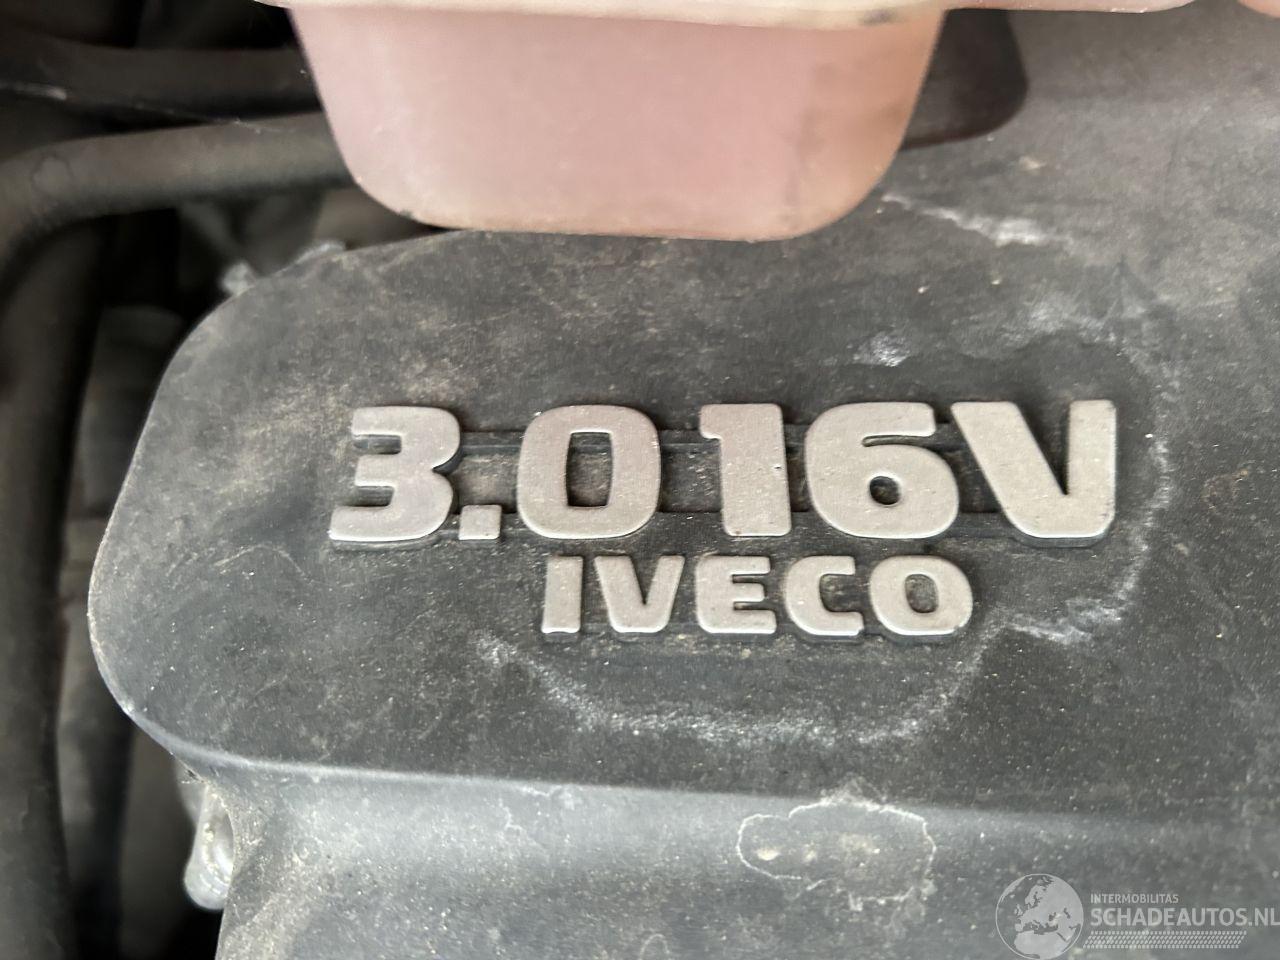 3.0 16V
IVECO
INTERMOBILITAS
SCHADEAUTOS.NL